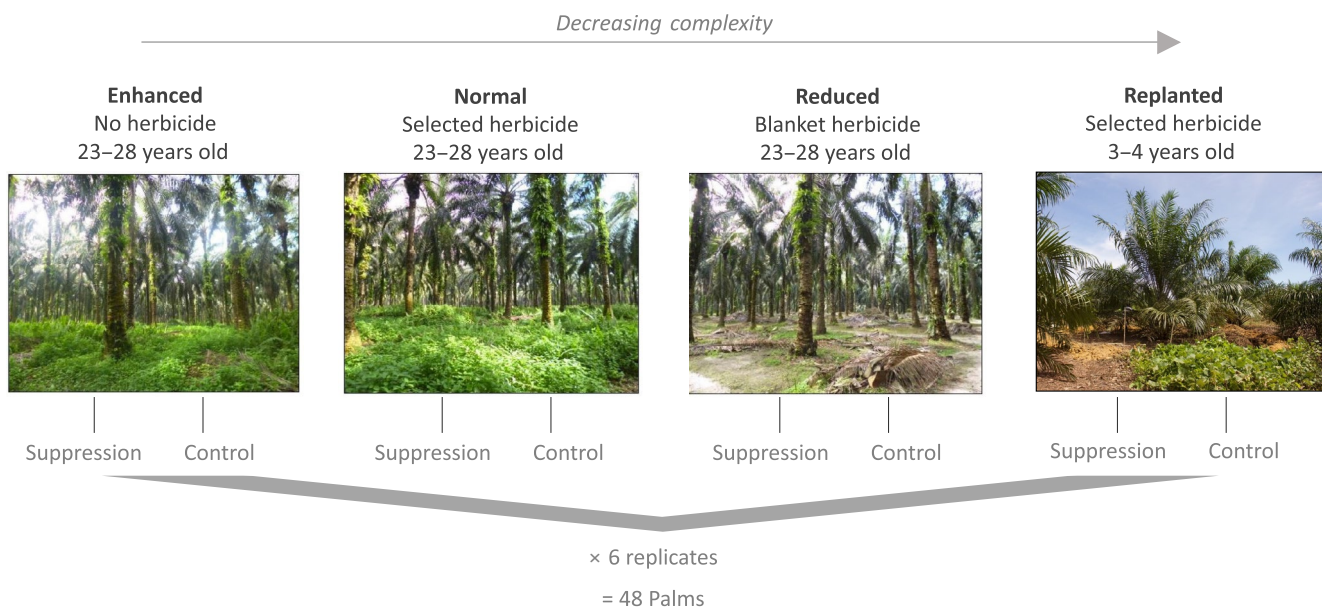 Decreasing complexity
Enhanced
No herbicide
23–28 years old
Normal
Selected herbicide
23–28 years old
Reduced
Blanket herbicide
23–28 years old
Replanted
Selected herbicide
3–4 years old
Suppression Control
Suppression Control
Suppression Control
Suppression Control
× 6 replicates
= 48 Palms